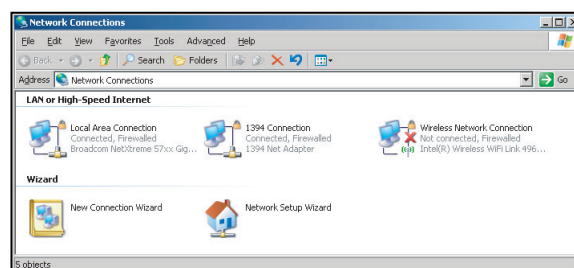 Network Connections
File Edit View Favorites Tools Advanced Help
Back Search Folders
Address Network Connections Go
LAN or High-Speed Internet
Local Area Connection
Connected, Firewalled
Broadcom NetXtreme 57xx Gig...
1394 Connection
Connected, Firewalled
1394 Net Adapter
Wireless Network Connection
Not connected, Firewalled
Intel(R) Wireless WiFi Link 496...
Wizard
New Connection Wizard
Network Setup Wizard
5 objects